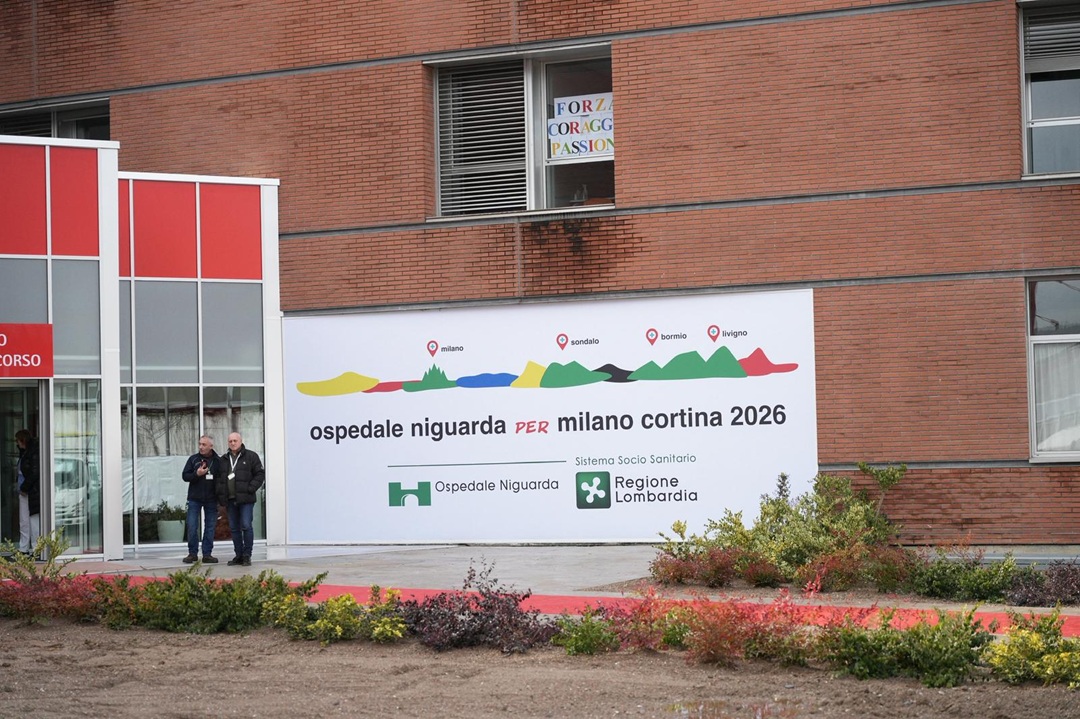 FORZA
CORAGG
PASSION
O
CORSO
milano
sondalo
bormio
livigno
ospedale niguarda PER milano cortina 2026
Sistema Socio Sanitario
Ospedale Niguarda
Regione
Lombardia